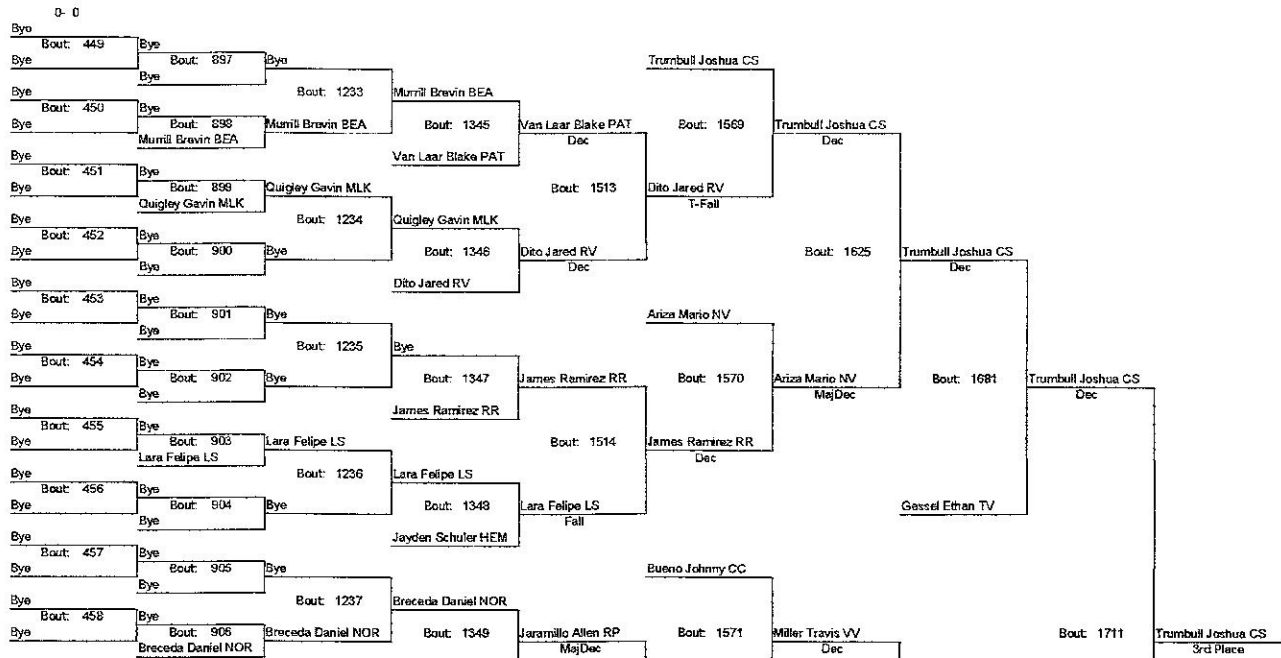 0- 0
Bye
Bout: 449
Bye
Bye
Bout: 450
Bye
Bye
Bout: 451
Bye
Bye
Bout: 452
Bye
Bye
Bout: 453
Bye
Bye
Bout: 454
Bye
Bye
Bout: 455
Bye
Bye
Bout: 456
Bye
Bye
Bout: 457
Bye
Bye
Bout: 458
Bye
Bye
Bout: 897
Bye
Bye
Bout: 898
Murrill Brevin BEA
Bye
Bout: 899
Quigley Gavin MLK
Bye
Bout: 900
Bye
Bye
Bout: 901
Bye
Bye
Bout: 902
Bye
Bye
Bout: 903
Lara Felipe LS
Bye
Bout: 904
Bye
Bye
Bout: 905
Bye
Bye
Bout: 906
Breceda Daniel NOR
Bye
Bout: 1233
Murrill Brevin BEA
Quigley Gavin MLK
Bout: 1234
Bye
Bye
Bout: 1235
Bye
Lara Felipe LS
Bout: 1236
Bye
Bye
Bout: 1237
Breceda Daniel NOR
Murrill Brevin BEA
Bout: 1345
Van Laar Blake PAT
Quigley Gavin MLK
Bout: 1346
Dito Jared RV
Bye
Bout: 1347
James Ramirez RR
Lara Felipe LS
Bout: 1348
Jayden Schuler HEM
Breceda Daniel NOR
Bout: 1349
Van Laar Blake PAT
Dec
Bout: 1513
Dito Jared RV
Dec
James Ramirez RR
Bout: 1514
Lara Felipe LS
Fall
Jaramillo Allen RP
MajDec
Trumbull Joshua CS
Bout: 1569
Dito Jared RV
T-Fall
Ariza Mario NV
Bout: 1570
James Ramirez RR
Dec
Bueno Johnny CC
Bout: 1571
Trumbull Joshua CS
Dec
Bout: 1625
Ariza Mario NV
MajDec
Miller Travis VV
Dec
Trumbull Joshua CS
Dec
Bout: 1681
Gessel Ethan TV
Trumbull Joshua CS
Dec
Bout: 1711
Trumbull Joshua CS
3rd Place